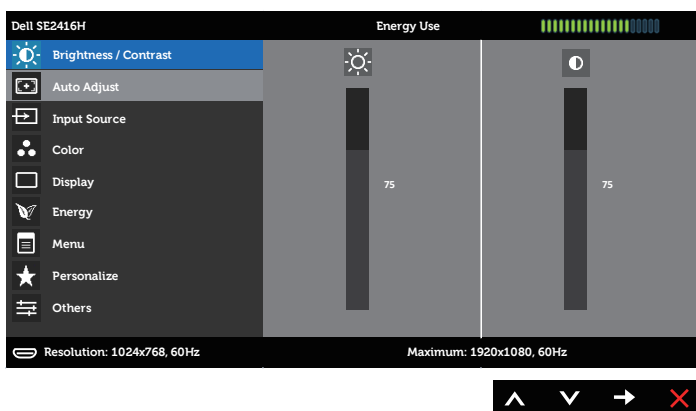 Dell SE2416H Energy Use
Brightness / Contrast
Auto Adjust
Input Source
Color
Display 75 75
Energy
Menu
Personalize
Others
Resolution: 1024x768, 60Hz Maximum: 1920x1080, 60Hz